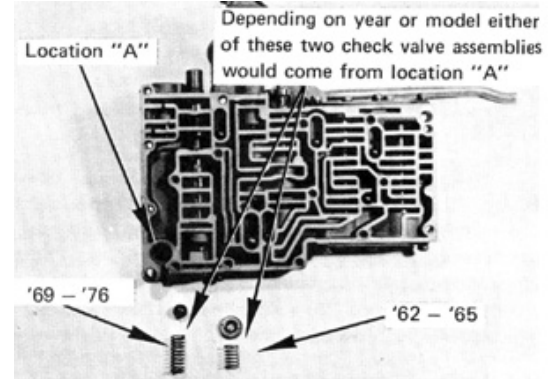 Depending on year or model either
of these two check valve assemblies
would come from location "A"
Location "A"
'69 – '76
'62 – '65